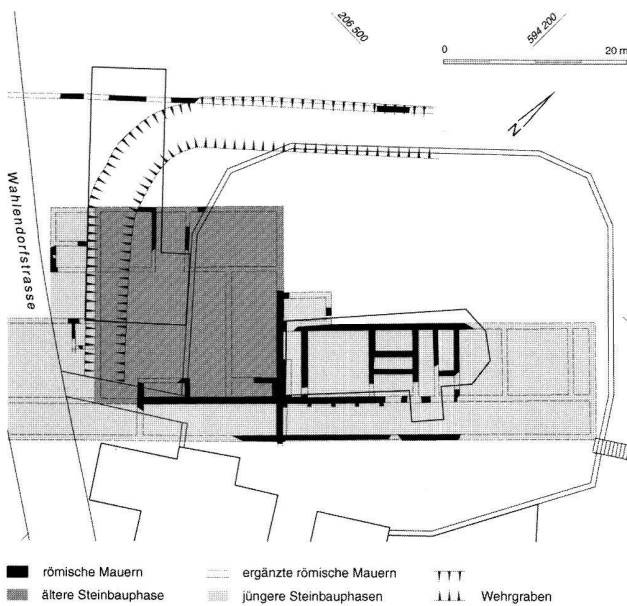 206 500
594 200
0 20 m
N
Wahlendorfstrasse
römische Mauern
ergänzte römische Mauern
ältere Steinbauphase
jüngere Steinbauphasen
Wehrgraben